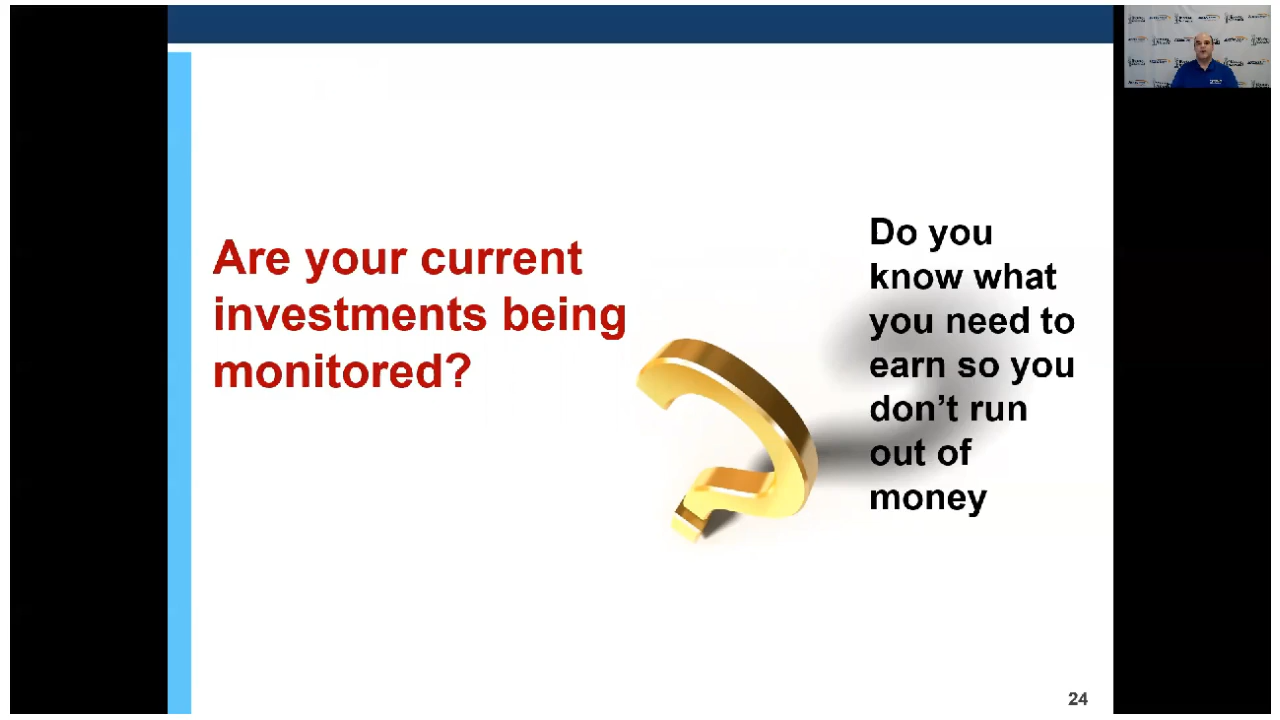 Are your current
investments being
monitored?
Do you
know what
you need to
earn so you
don't run
out of
money
24